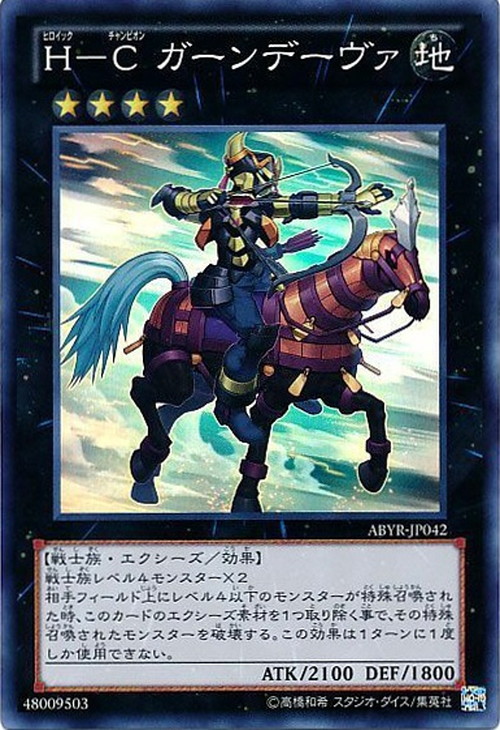 ヒロイック チャンピオン
H－C ガーンデーヴァ 地
ABYR-JP042
【戦士族・エクシーズ／効果】
戦士族レベル４モンスター×２
相手フィールド上にレベル４以下のモンスターが特殊召喚され
た時、このカードのエクシーズ素材を１つ取り除く事で、その特殊
召喚されたモンスターを破壊する。この効果は１ターンに１度
しか使用できない。
ATK/2100 DEF/1800
48009503 ©高橋和希 スタジオ・ダイス/集英社